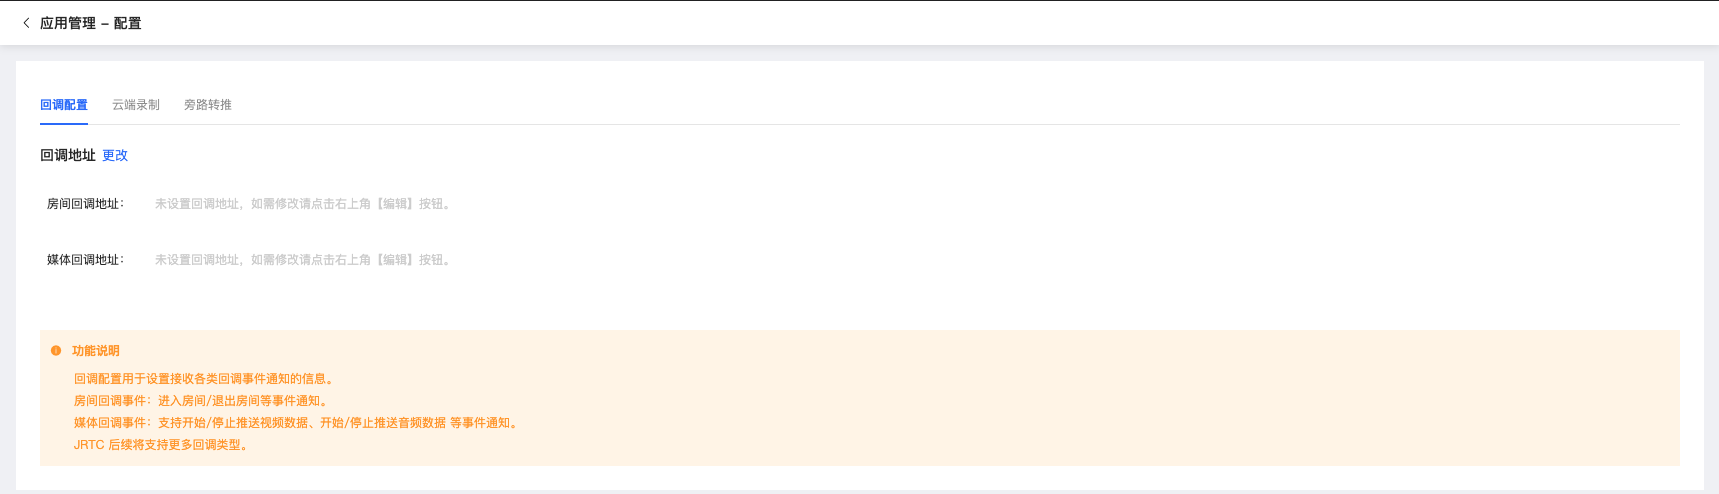 应用管理 – 配置
回调配置 云端录制 旁路转推
回调地址 更改
房间回调地址： 未设置回调地址，如需修改请点击右上角【编辑】按钮。
媒体回调地址： 未设置回调地址，如需修改请点击右上角【编辑】按钮。
功能说明
回调配置用于设置接收各类回调事件通知的信息。
房间回调事件：进入房间/退出房间等事件通知。
媒体回调事件：支持开始/停止推送视频数据、开始/停止推送音频数据 等事件通知。
JRTC 后续将支持更多回调类型。